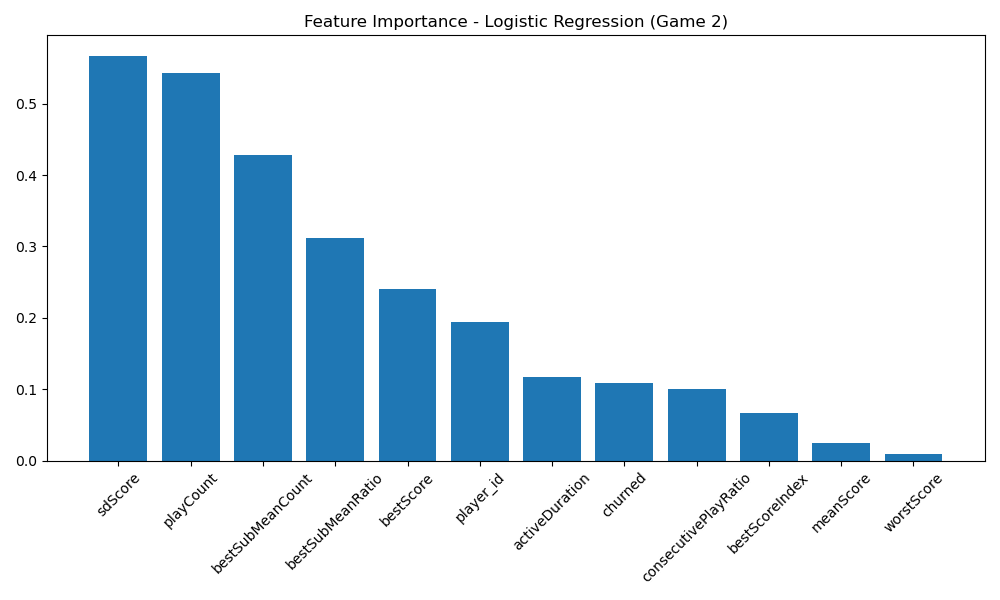 Feature Importance - Logistic Regression (Game 2)
0.5
0.4
0.3
0.2
0.1
0.0
sdScore
playCount
bestSubMeanCount
bestSubMeanRatio
bestScore
player_id
activeDuration
churned
consecutivePlayRatio
bestScoreIndex
meanScore
worstScore